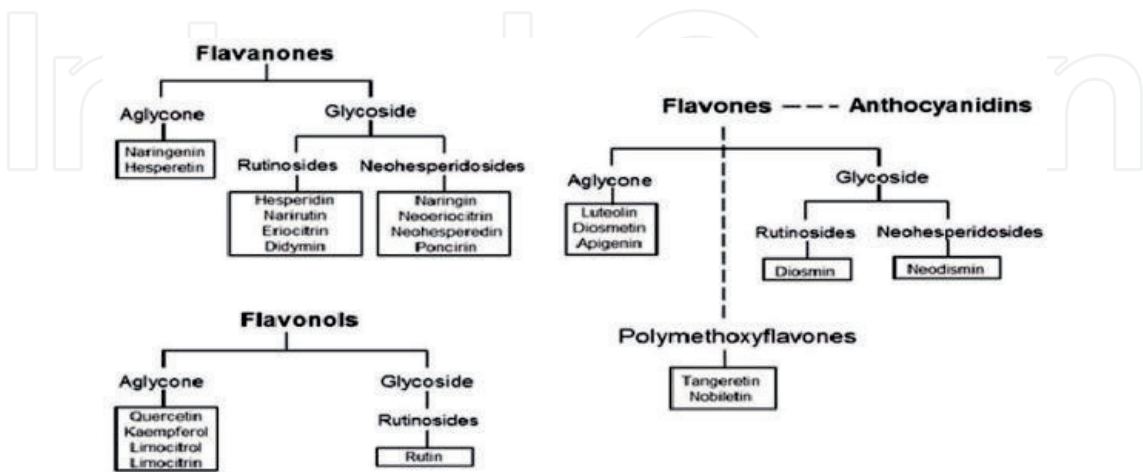 Flavanones
Aglycone
Glycoside
Naringenin
Hesperetin
Rutinosides
Neohesperidosides
Hesperidin
Narirutin
Eriocitrin
Didymin
Naringin
Neoeriocitrin
Neohesperedin
Poncirin
Flavones --- Anthocyanidins
Aglycone
Glycoside
Luteolin
Diosmetin
Apigenin
Rutinosides
Neohesperidosides
Diosmin
Neodismin
Polymethoxyflavones
Tangeretin
Nobiletin
Flavonols
Aglycone
Glycoside
Quercetin
Kaempferol
Limocitrol
Limocitrin
Rutinosides
Rutin